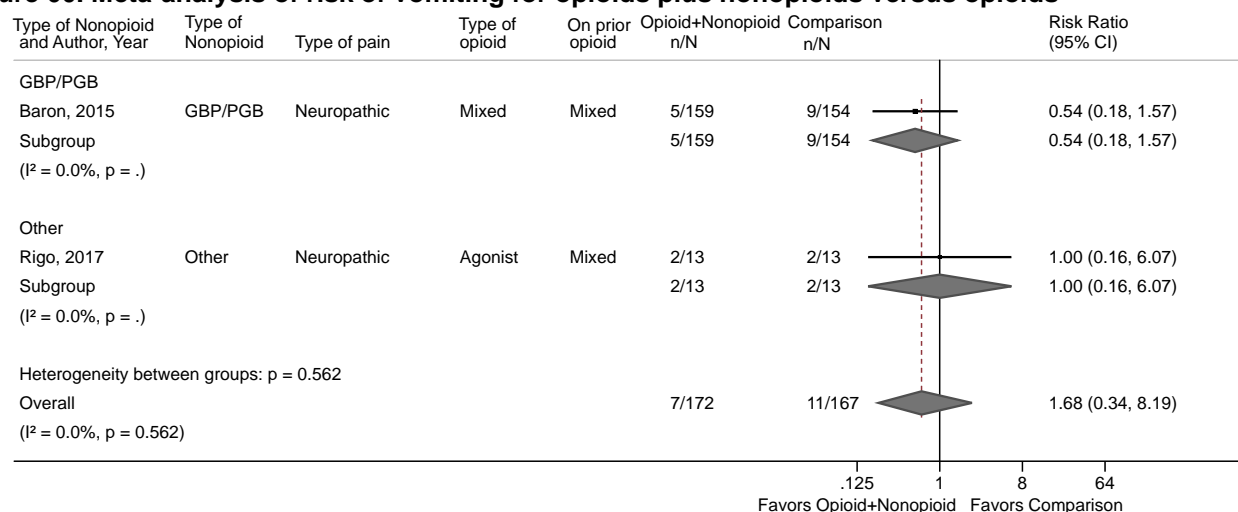 Type of Nonopioid and Author, Year Type of Nonopioid Type of pain Type of opioid On prior opioid Opioid+Nonopioid n/N Comparison n/N Risk Ratio (95% CI)
GBP/PGB
Baron, 2015 GBP/PGB Neuropathic Mixed Mixed 5/159 9/154 0.54 (0.18, 1.57)
Subgroup 5/159 9/154 0.54 (0.18, 1.57)
(I² = 0.0%, p = .)
Other
Rigo, 2017 Other Neuropathic Agonist Mixed 2/13 2/13 1.00 (0.16, 6.07)
Subgroup 2/13 2/13 1.00 (0.16, 6.07)
(I² = 0.0%, p = .)
Heterogeneity between groups: p = 0.562
Overall 7/172 11/167 1.68 (0.34, 8.19)
(I² = 0.0%, p = 0.562)
.125 1 8 64
Favors Opioid+Nonopioid Favors Comparison